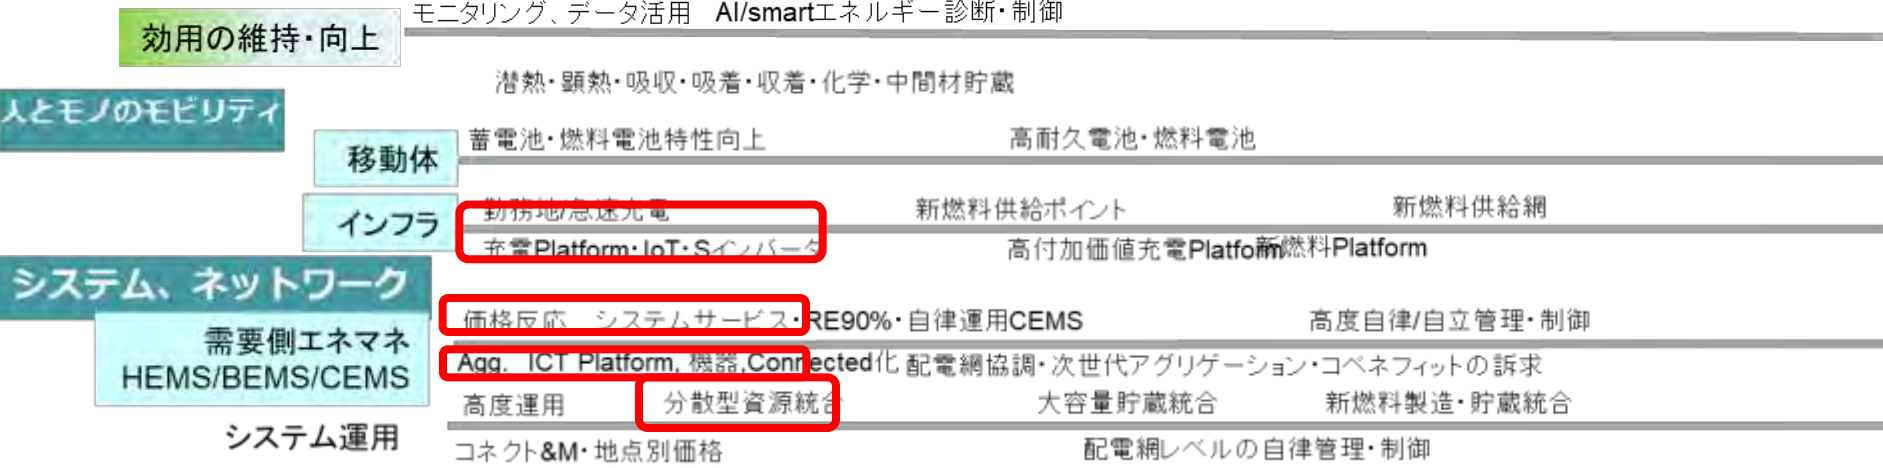 モニタリング、データ活用　AI/smartエネルギー診断・制御
効用の維持・向上
潜熱・顕熱・吸収・吸着・収着・化学・中間材貯蔵
人とモノのモビリティ
蓄電池・燃料電池特性向上　高耐久電池・燃料電池
移動体
勤務地/急速充電　新燃料供給ポイント　新燃料供給網
インフラ
充電Platform・IoT・Sインバータ　高付加価値充電Platform　新燃料Platform
システム、ネットワーク
価格反応　システムサービス・RE90%・自律運用CEMS　高度自律/自立管理・制御
需要側エネマネ
Agg.　ICT Platform, 機器,Connected化 配電網協調・次世代アグリゲーション・コベネフィットの訴求
HEMS/BEMS/CEMS
高度運用　分散型資源統合　大容量貯蔵統合　新燃料製造・貯蔵統合
システム運用
コネクト&M・地点別価格　配電網レベルの自律管理・制御